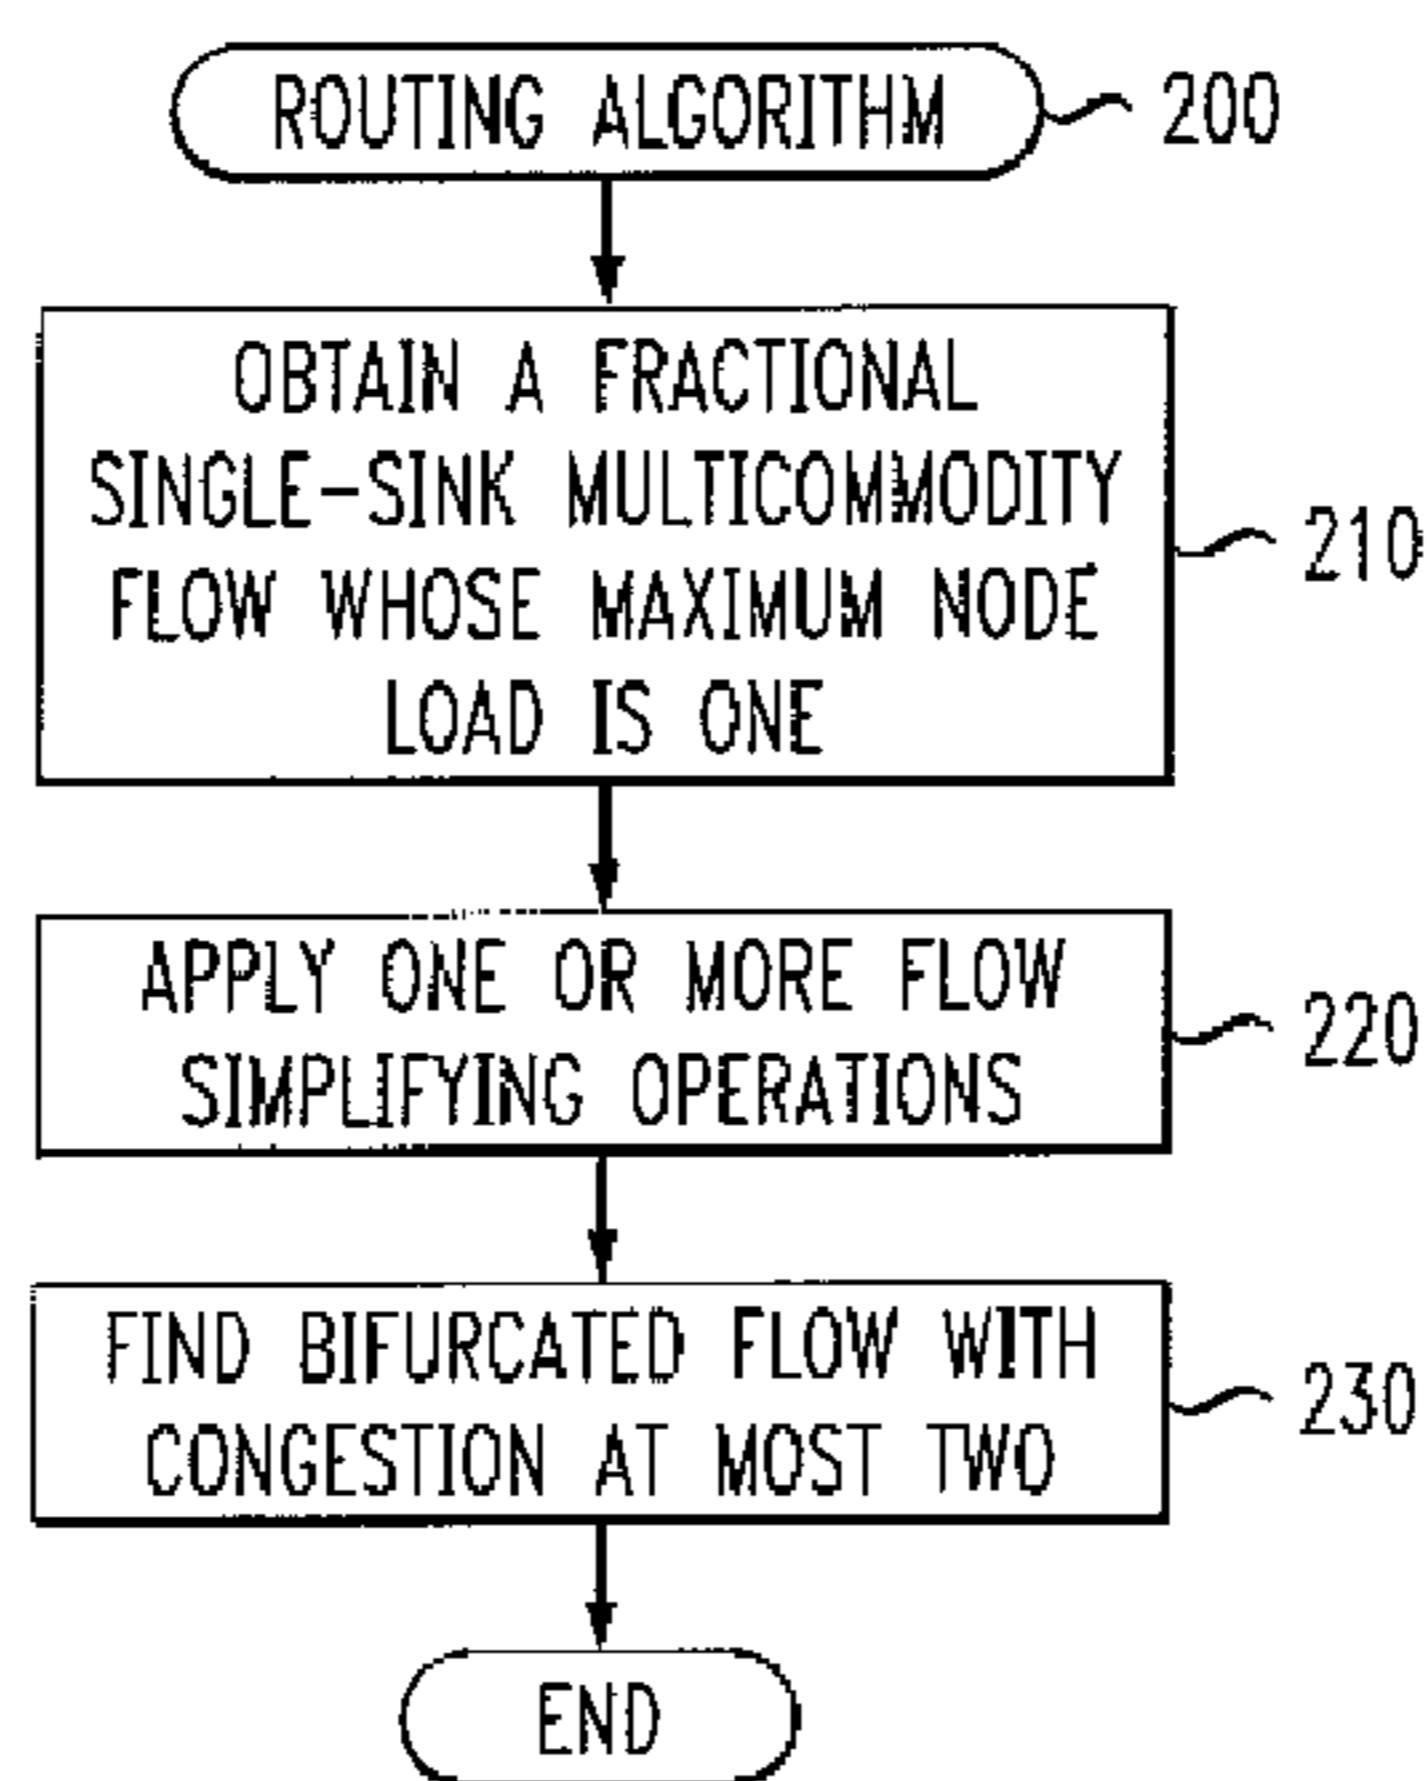 ROUTING ALGORITHM
200
OBTAIN A FRACTIONAL
SINGLE-SINK MULTICOMMODITY
FLOW WHOSE MAXIMUM NODE
LOAD IS ONE
210
APPLY ONE OR MORE FLOW
SIMPLIFYING OPERATIONS
220
FIND BIFURCATED FLOW WITH
CONGESTION AT MOST TWO
230
END